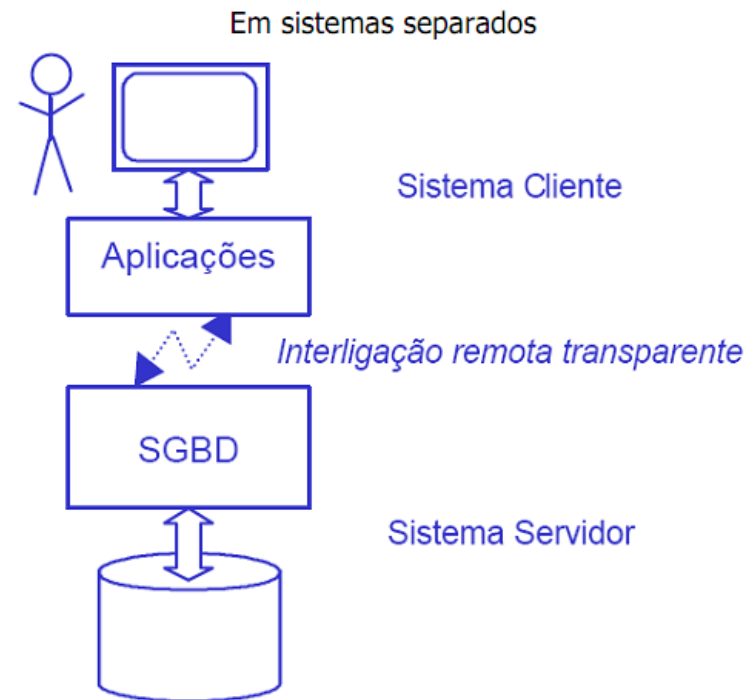 Em sistemas separados
Sistema Cliente
Aplicações
Interligação remota transparente
SGBD
Sistema Servidor